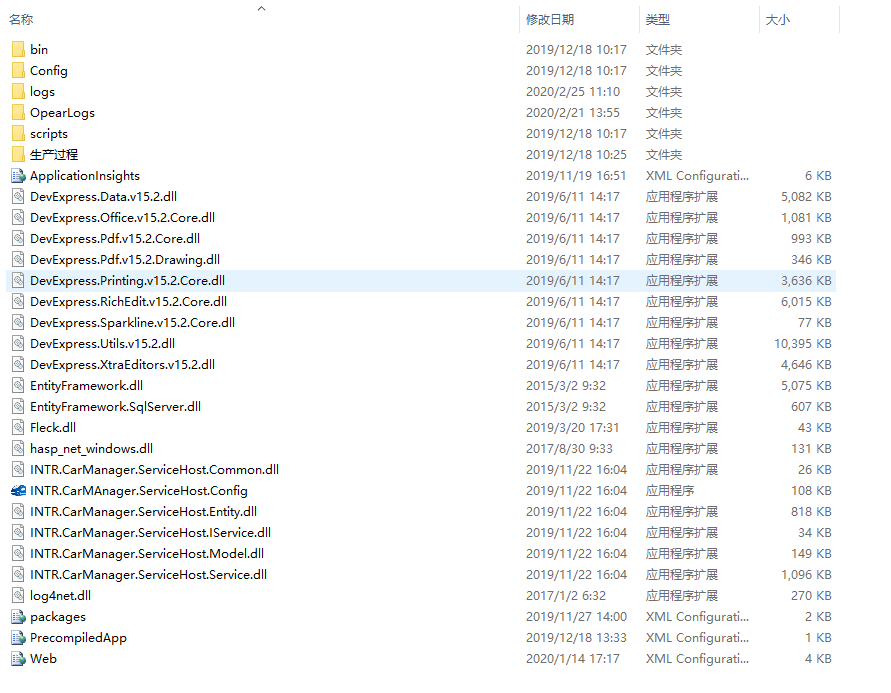 名称 修改日期 类型 大小
bin 2019/12/18 10:17 文件夹
Config 2019/12/18 10:17 文件夹
logs 2020/2/25 11:10 文件夹
OpearLogs 2020/2/21 13:55 文件夹
scripts 2019/12/18 10:17 文件夹
生产过程 2019/12/18 10:25 文件夹
ApplicationInsights 2019/11/19 16:51 XML Configurati... 6 KB
DevExpress.Data.v15.2.dll 2019/6/11 14:17 应用程序扩展 5,082 KB
DevExpress.Office.v15.2.Core.dll 2019/6/11 14:17 应用程序扩展 1,081 KB
DevExpress.Pdf.v15.2.Core.dll 2019/6/11 14:17 应用程序扩展 993 KB
DevExpress.Pdf.v15.2.Drawing.dll 2019/6/11 14:17 应用程序扩展 346 KB
DevExpress.Printing.v15.2.Core.dll 2019/6/11 14:17 应用程序扩展 3,636 KB
DevExpress.RichEdit.v15.2.Core.dll 2019/6/11 14:17 应用程序扩展 6,015 KB
DevExpress.Sparkline.v15.2.Core.dll 2019/6/11 14:17 应用程序扩展 77 KB
DevExpress.Utils.v15.2.dll 2019/6/11 14:17 应用程序扩展 10,395 KB
DevExpress.XtraEditors.v15.2.dll 2019/6/11 14:17 应用程序扩展 4,646 KB
EntityFramework.dll 2015/3/2 9:32 应用程序扩展 5,075 KB
EntityFramework.SqlServer.dll 2015/3/2 9:32 应用程序扩展 607 KB
Fleck.dll 2019/3/20 17:31 应用程序扩展 43 KB
hasp_net_windows.dll 2017/8/30 9:33 应用程序扩展 131 KB
INTR.CarManager.ServiceHost.Common.dll 2019/11/22 16:04 应用程序扩展 26 KB
INTR.CarMAnager.ServiceHost.Config 2019/11/22 16:04 应用程序 108 KB
INTR.CarManager.ServiceHost.Entity.dll 2019/11/22 16:04 应用程序扩展 818 KB
INTR.CarManager.ServiceHost.IService.dll 2019/11/22 16:04 应用程序扩展 34 KB
INTR.CarManager.ServiceHost.Model.dll 2019/11/22 16:04 应用程序扩展 149 KB
INTR.CarManager.ServiceHost.Service.dll 2019/11/22 16:04 应用程序扩展 1,096 KB
log4net.dll 2017/1/2 6:32 应用程序扩展 270 KB
packages 2019/11/27 14:00 XML Configurati... 2 KB
PrecompiledApp 2019/12/18 13:33 XML Configurati... 1 KB
Web 2020/1/14 17:17 XML Configurati... 4 KB